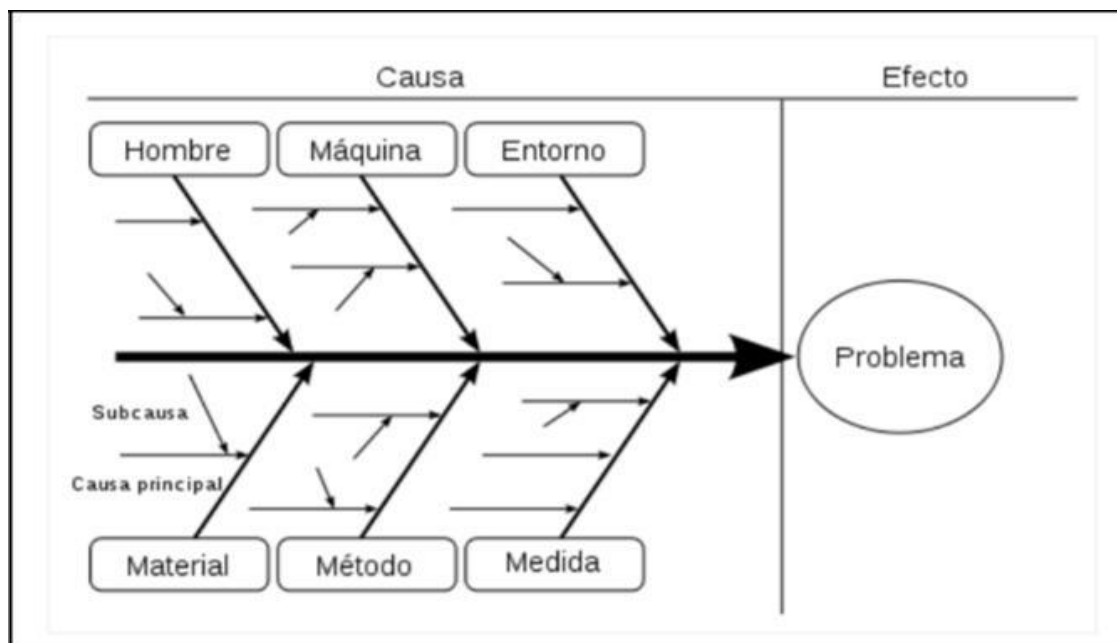 Causa
Efecto
Hombre
Máquina
Entorno
Problema
Subcausa
Causa principal
Material
Método
Medida